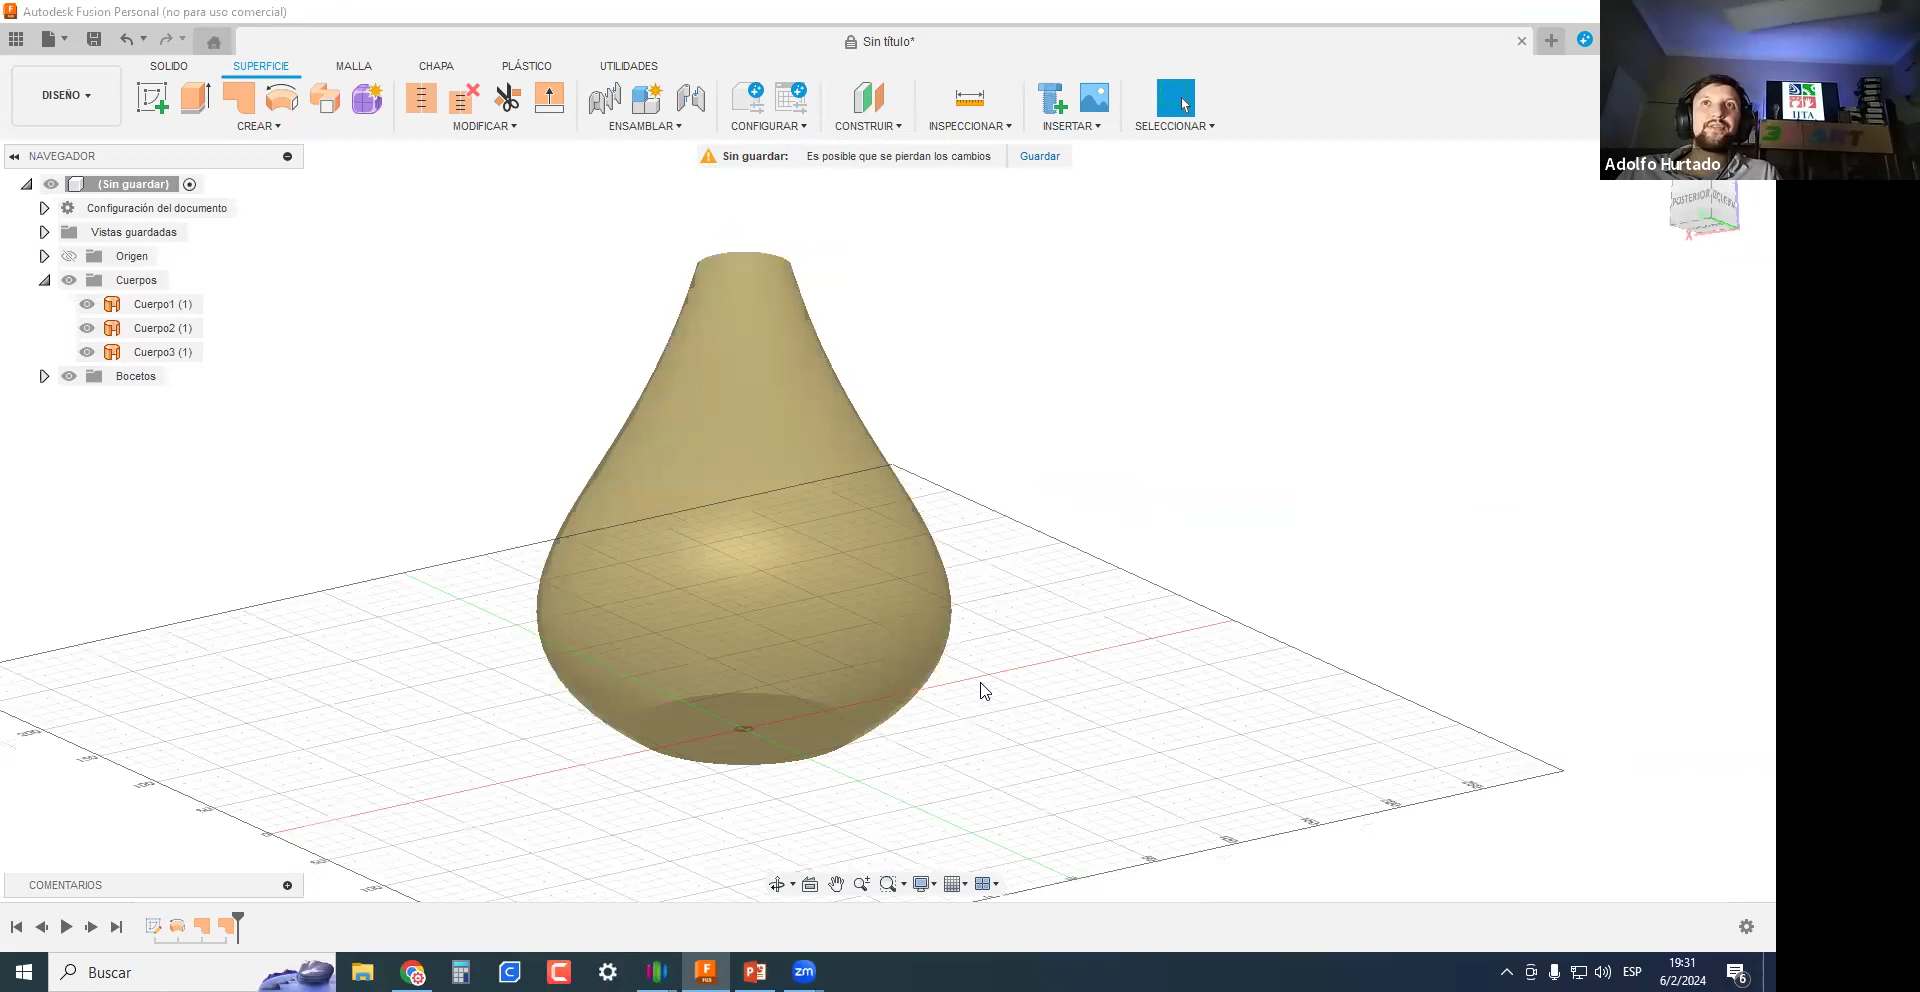 Autodesk Fusion Personal (no para uso comercial)
Sin título*
SOLIDO
SUPERFICIE
MALLA
CHAPA
PLÁSTICO
UTILIDADES
DISEÑO
CREAR
MODIFICAR
ENSAMBLAR
CONFIGURAR
CONSTRUIR
INSPECCIONAR
INSERTAR
SELECCIONAR
IITA
Adolfo Hurtado
NAVEGADOR
Sin guardar:
Es posible que se pierdan los cambios
Guardar
(Sin guardar)
POSTERIOR
X
Configuración del documento
Vistas guardadas
Origen
Cuerpos
Cuerpo1 (1)
Cuerpo2 (1)
Cuerpo3 (1)
Bocetos
COMENTARIOS
Buscar
ESP
19:31
6/2/2024
6